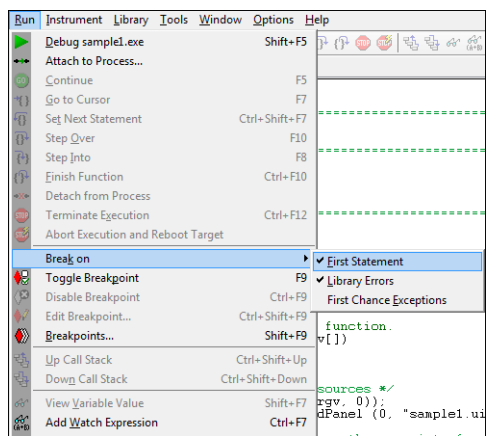 Run Instrument Library Tools Window Options Help
Debug sample1.exe Shift+F5
Attach to Process...
Continue F5
Go to Cursor F7
Set Next Statement Ctrl+Shift+F7
Step Over F10
Step Into F8
Finish Function Ctrl+F10
Detach from Process
Terminate Execution Ctrl+F12
Abort Execution and Reboot Target
Break on
First Statement
Toggle Breakpoint F9
Library Errors
Disable Breakpoint Ctrl+F9
First Chance Exceptions
Edit Breakpoint... Ctrl+Shift+F9
function.
Breakpoints... Shift+F9
v[])
Up Call Stack Ctrl+Shift+Up
Down Call Stack Ctrl+Shift+Down
sources */
View Variable Value Shift+F7
rgv, 0));
dPanel (0, "sample1.ui
Add Watch Expression Ctrl+F7